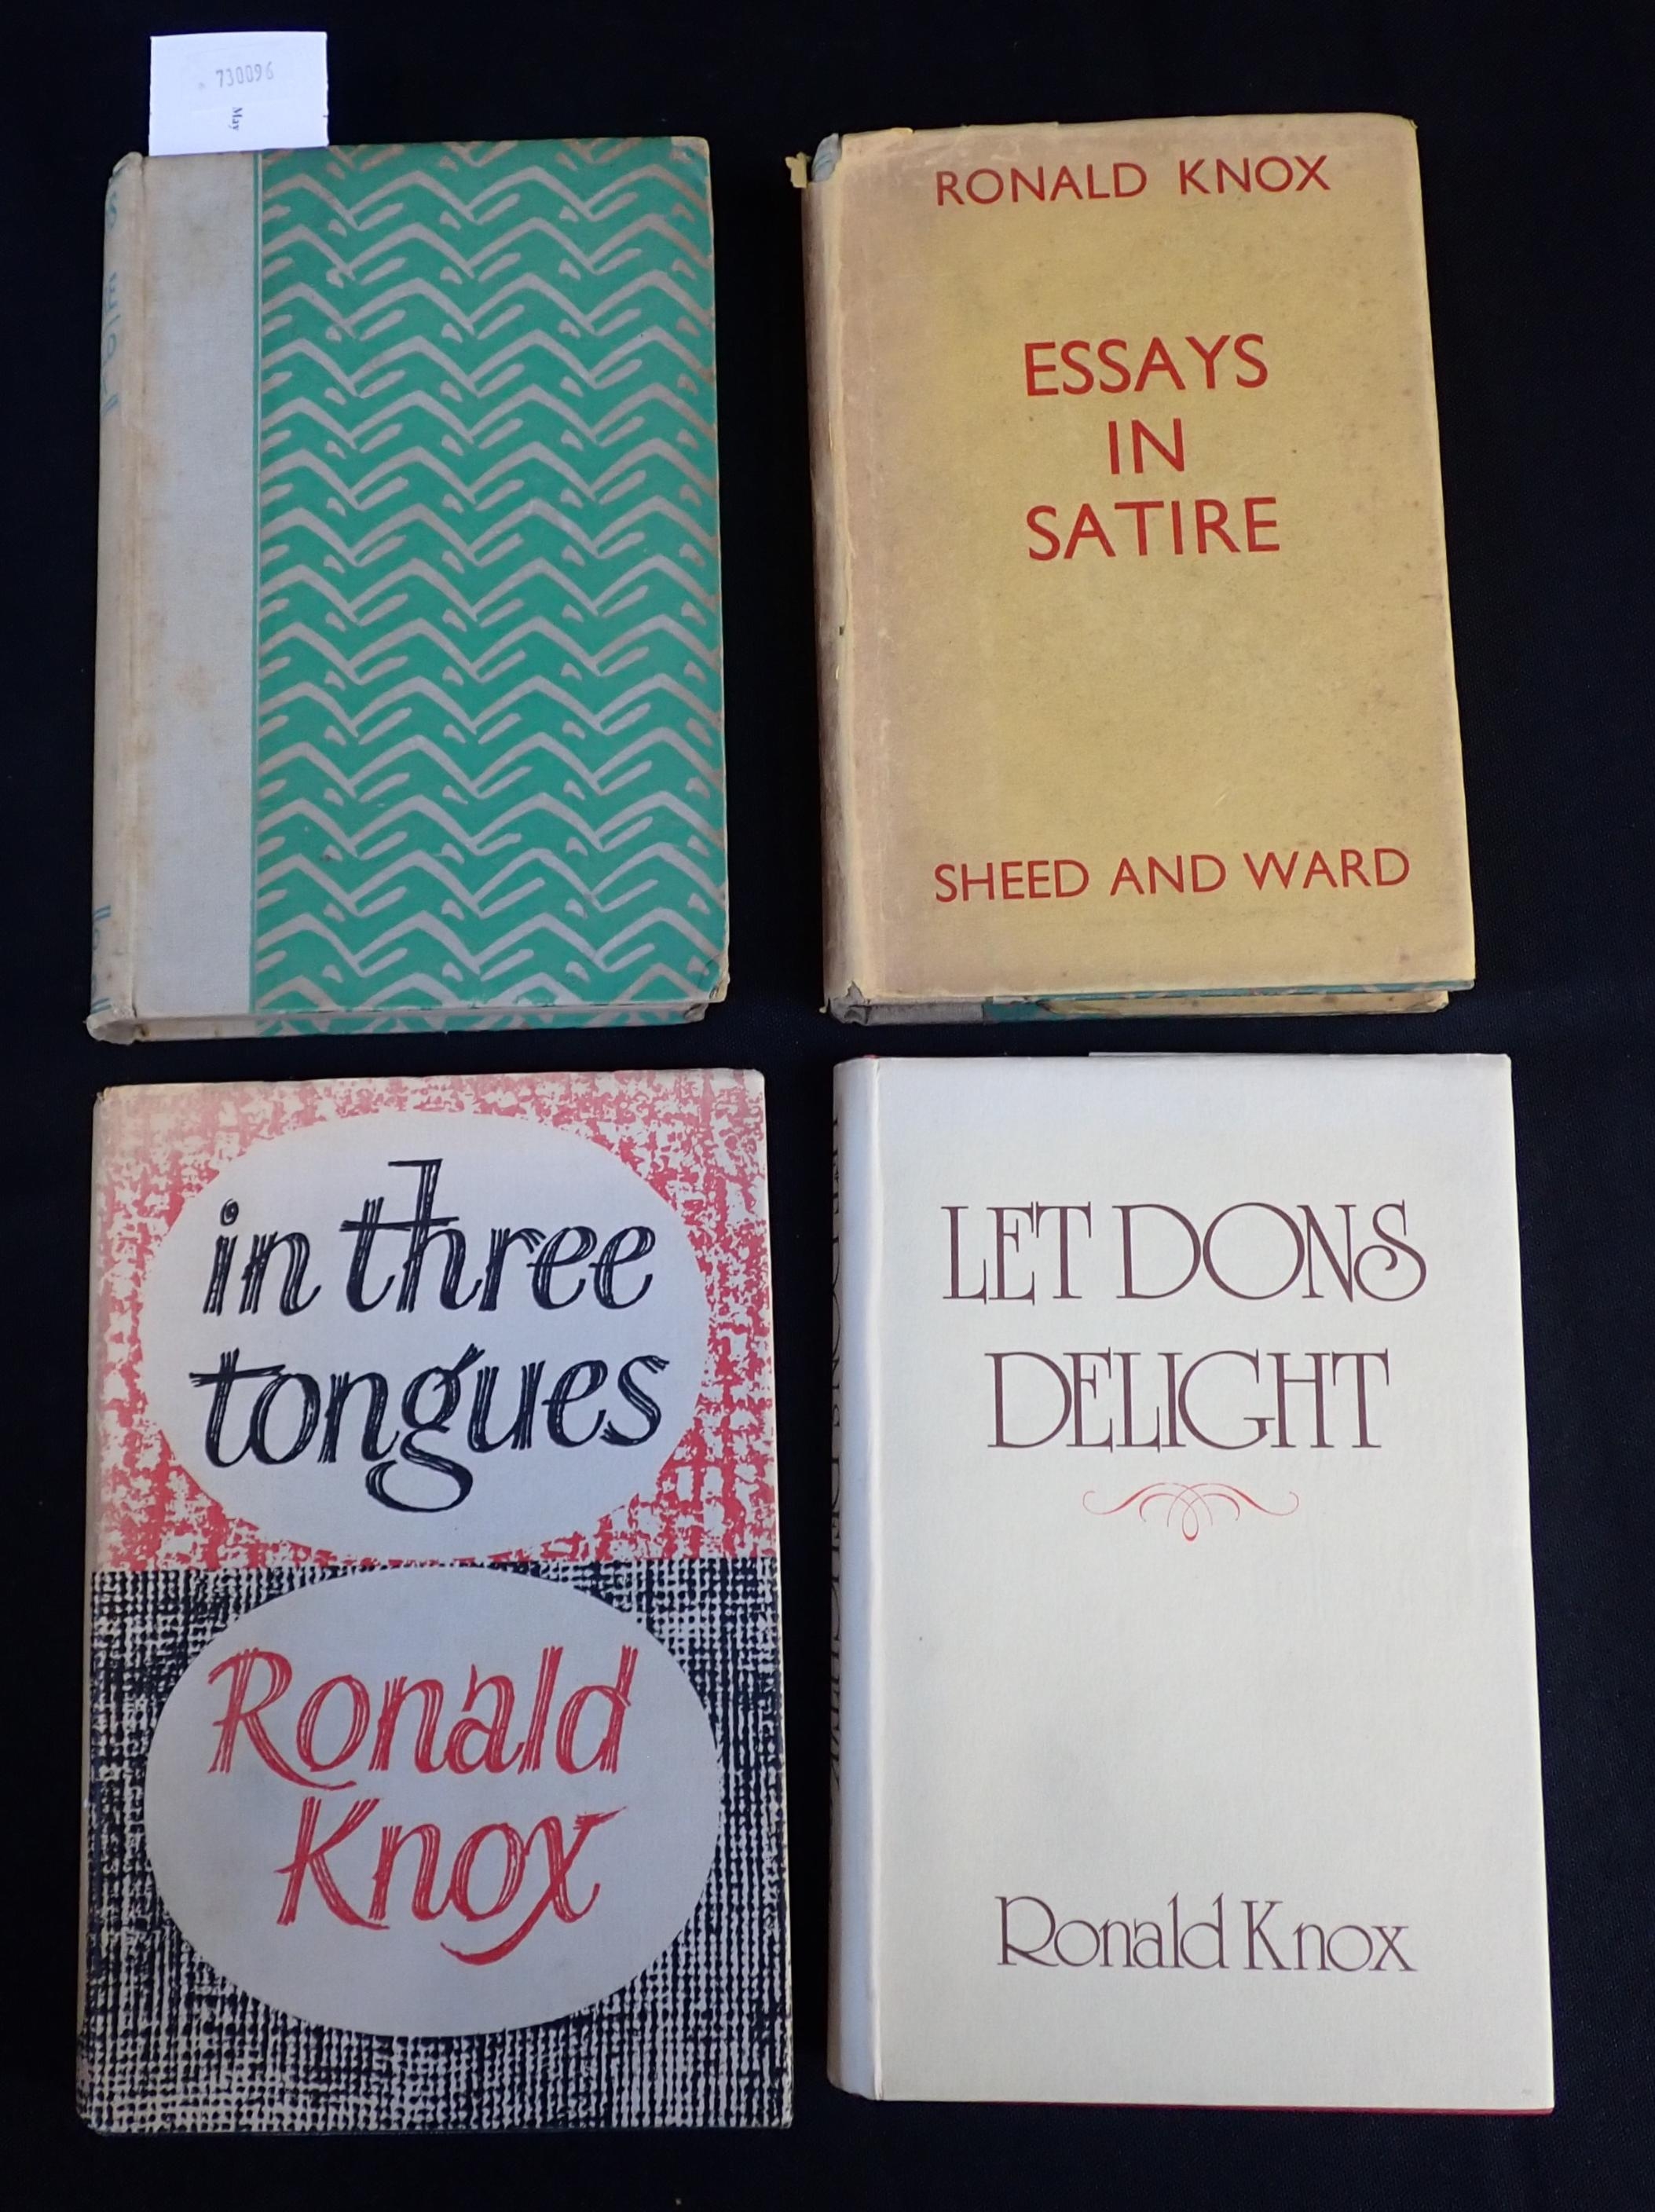 730096
May
RONALD KNOX
ESSAYS
IN
SATIRE
SHEED AND WARD
in three
tongues
Ronald
Knox
LET DONS
DELIGHT
Ronald Knox